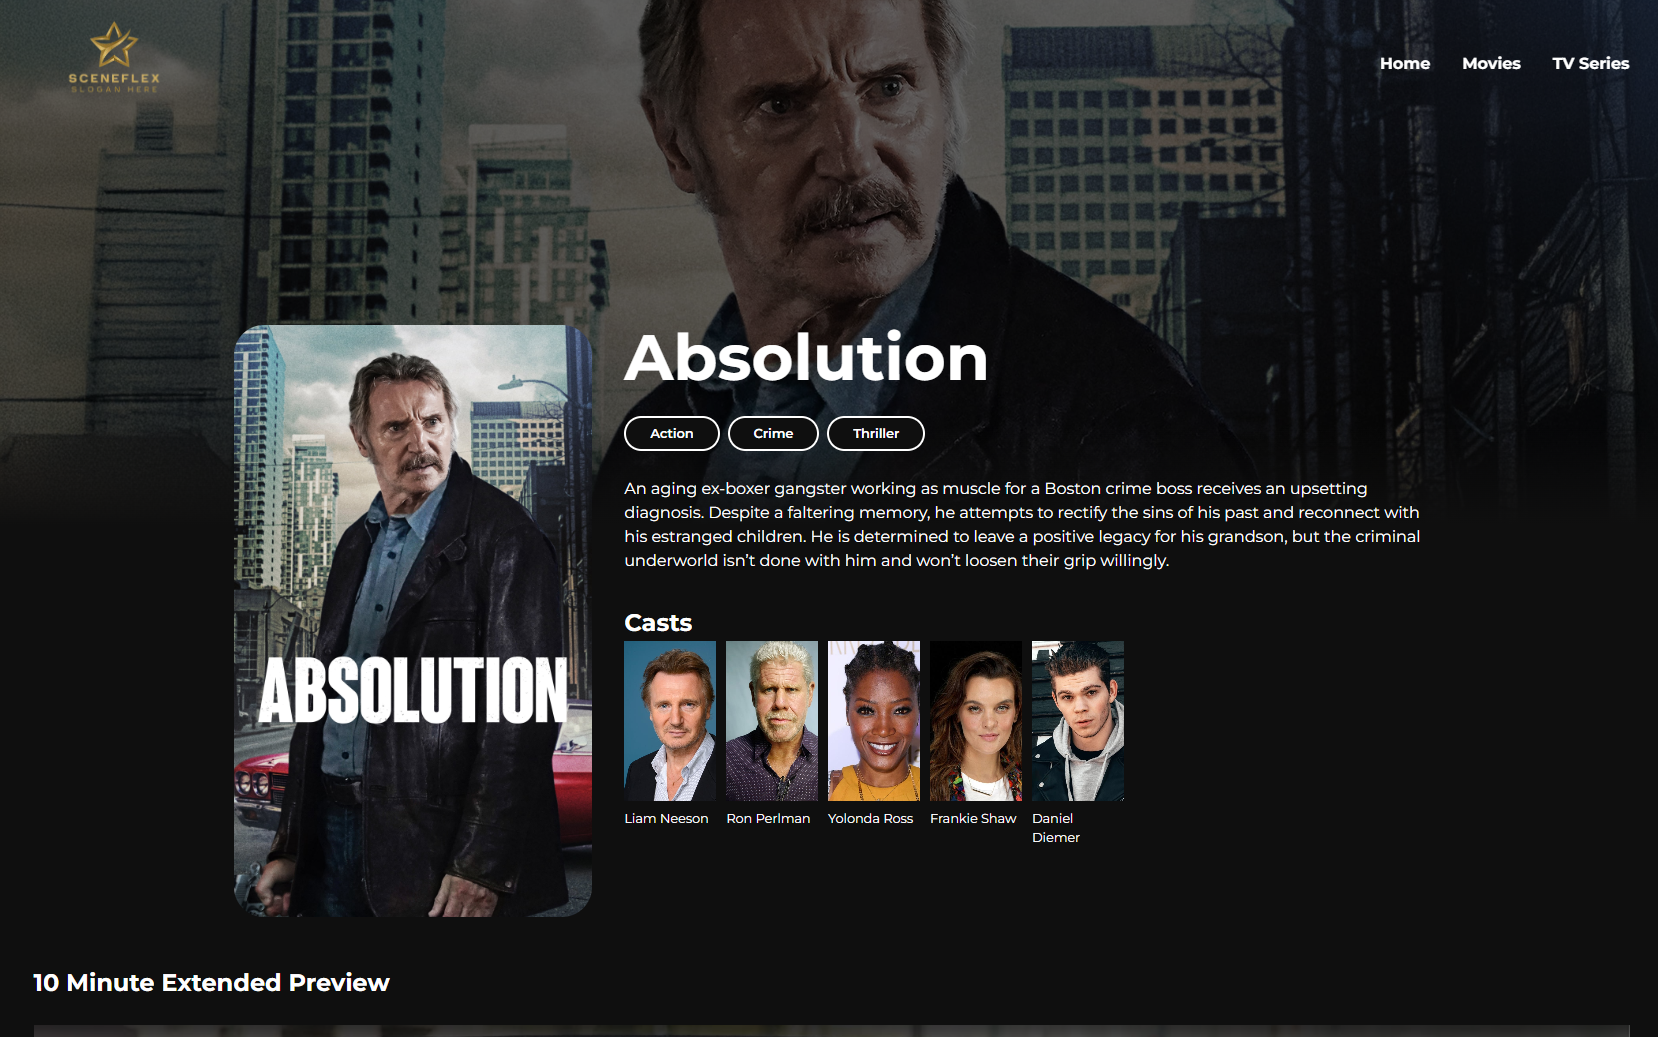 SCENEFLEX
SLOGAN HERE
Home
Movies
TV Series
Absolution
Action
Crime
Thriller
An aging ex-boxer gangster working as muscle for a Boston crime boss receives an upsetting
diagnosis. Despite a faltering memory, he attempts to rectify the sins of his past and reconnect with
his estranged children. He is determined to leave a positive legacy for his grandson, but the criminal
underworld isn’t done with him and won’t loosen their grip willingly.
ABSOLUTION
Casts
Liam Neeson
Ron Perlman
Yolonda Ross
Frankie Shaw
Daniel
Diemer
10 Minute Extended Preview